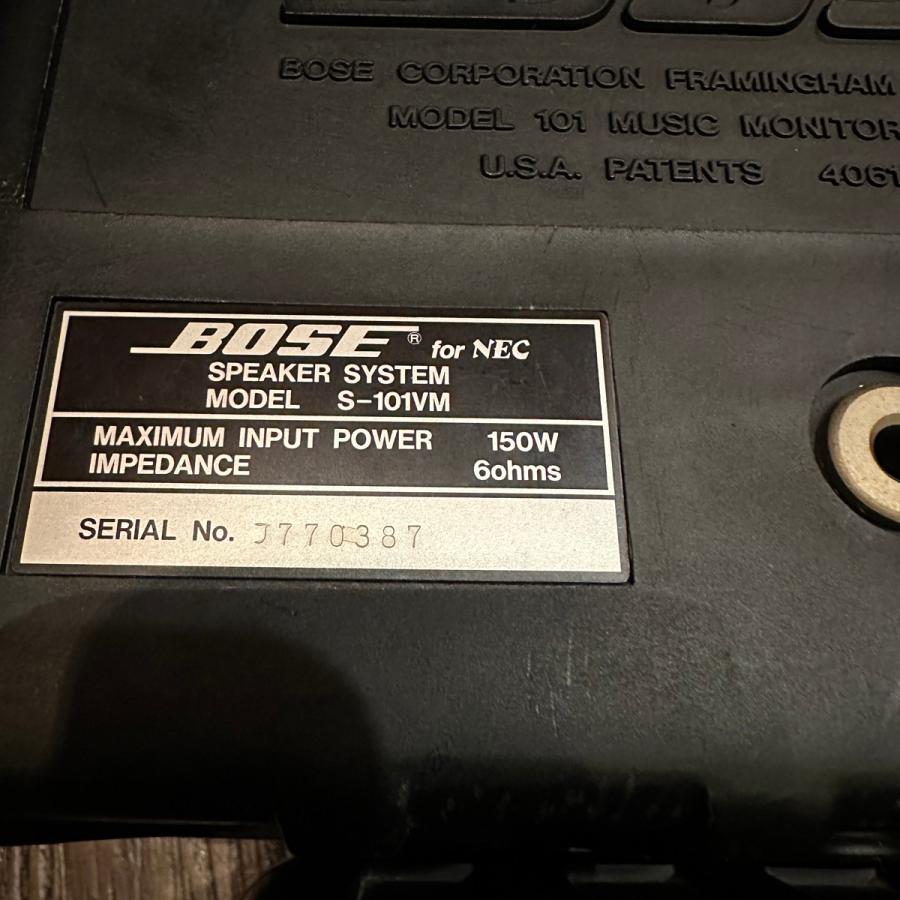 BOSE CORPORATION FRAMINGHAM
MODEL 101 MUSIC MONITOR
U.S.A. PATENTS 4061
BOSE® for NEC
SPEAKER SYSTEM
MODEL S-101VM
MAXIMUM INPUT POWER 150W
IMPEDANCE 6ohms
SERIAL No. J770387